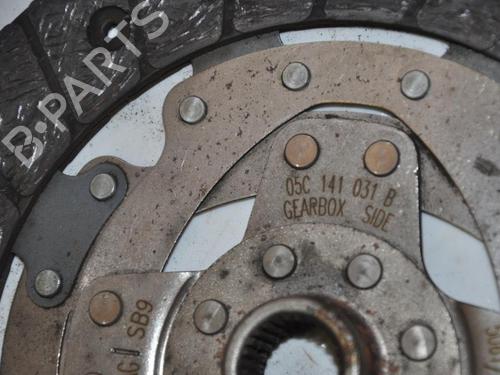 B-PARTS
05C 141 031 B
GEARBOX SIDE
SB9